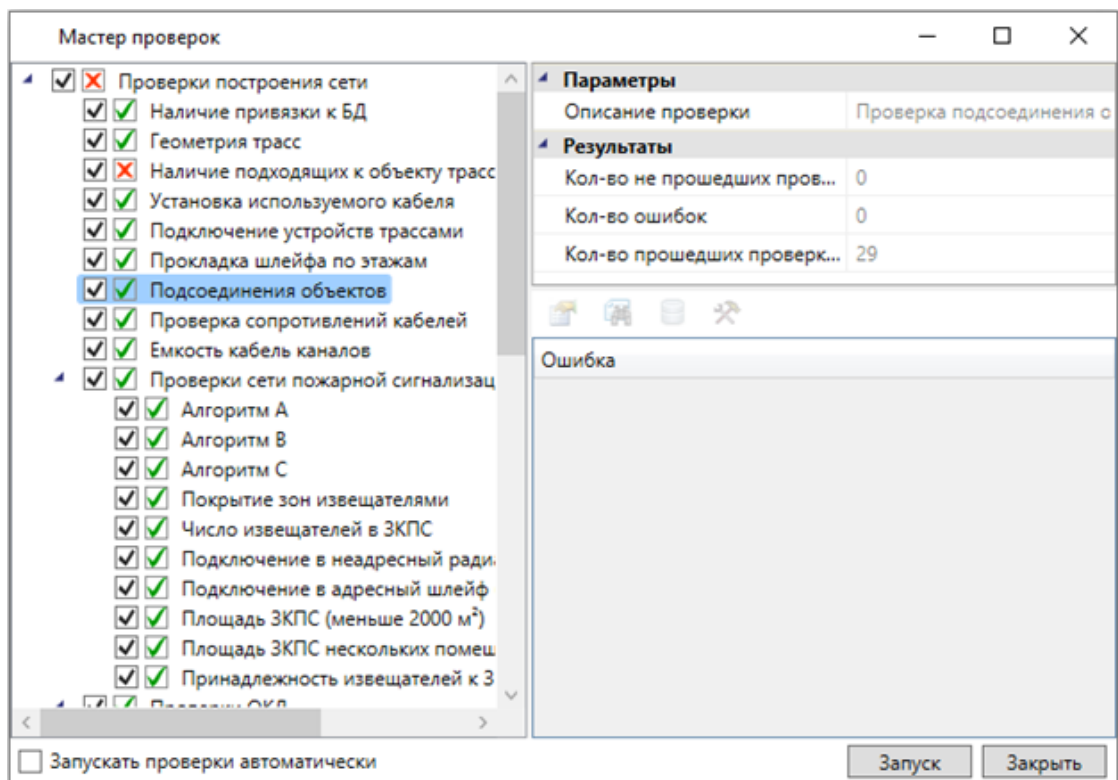 Мастер проверок
Проверки построения сети
Наличие привязки к БД
Геометрия трасс
Наличие подходящих к объекту трасс
Установка используемого кабеля
Подключение устройств трассами
Прокладка шлейфа по этажам
Подсоединения объектов
Проверка сопротивлений кабелей
Емкость кабель каналов
Проверки сети пожарной сигнализац
Алгоритм А
Алгоритм В
Алгоритм С
Покрытие зон извещателями
Число извещателей в ЗКПС
Подключение в неадресный ради
Подключение в адресный шлейф
Площадь ЗКПС (меньше 2000 м²)
Площадь ЗКПС нескольких помещ
Принадлежность извещателей к З
Проверки СКД
Параметры
Описание проверки Проверка подсоединения о
Результаты
Кол-во не прошедших пров... 0
Кол-во ошибок 0
Кол-во прошедших проверк... 29
Ошибка
Запускать проверки автоматически
Запуск Закрыть